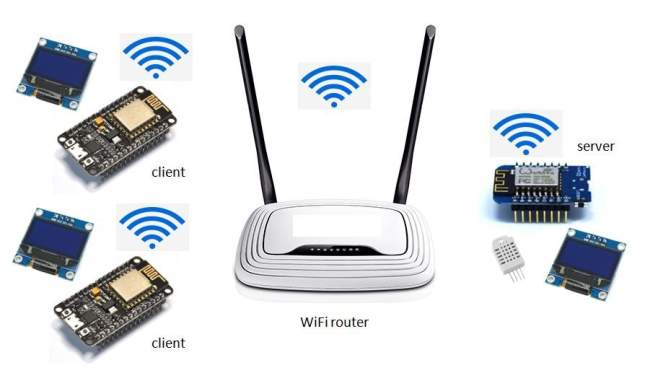 server
client
WiFi router
client